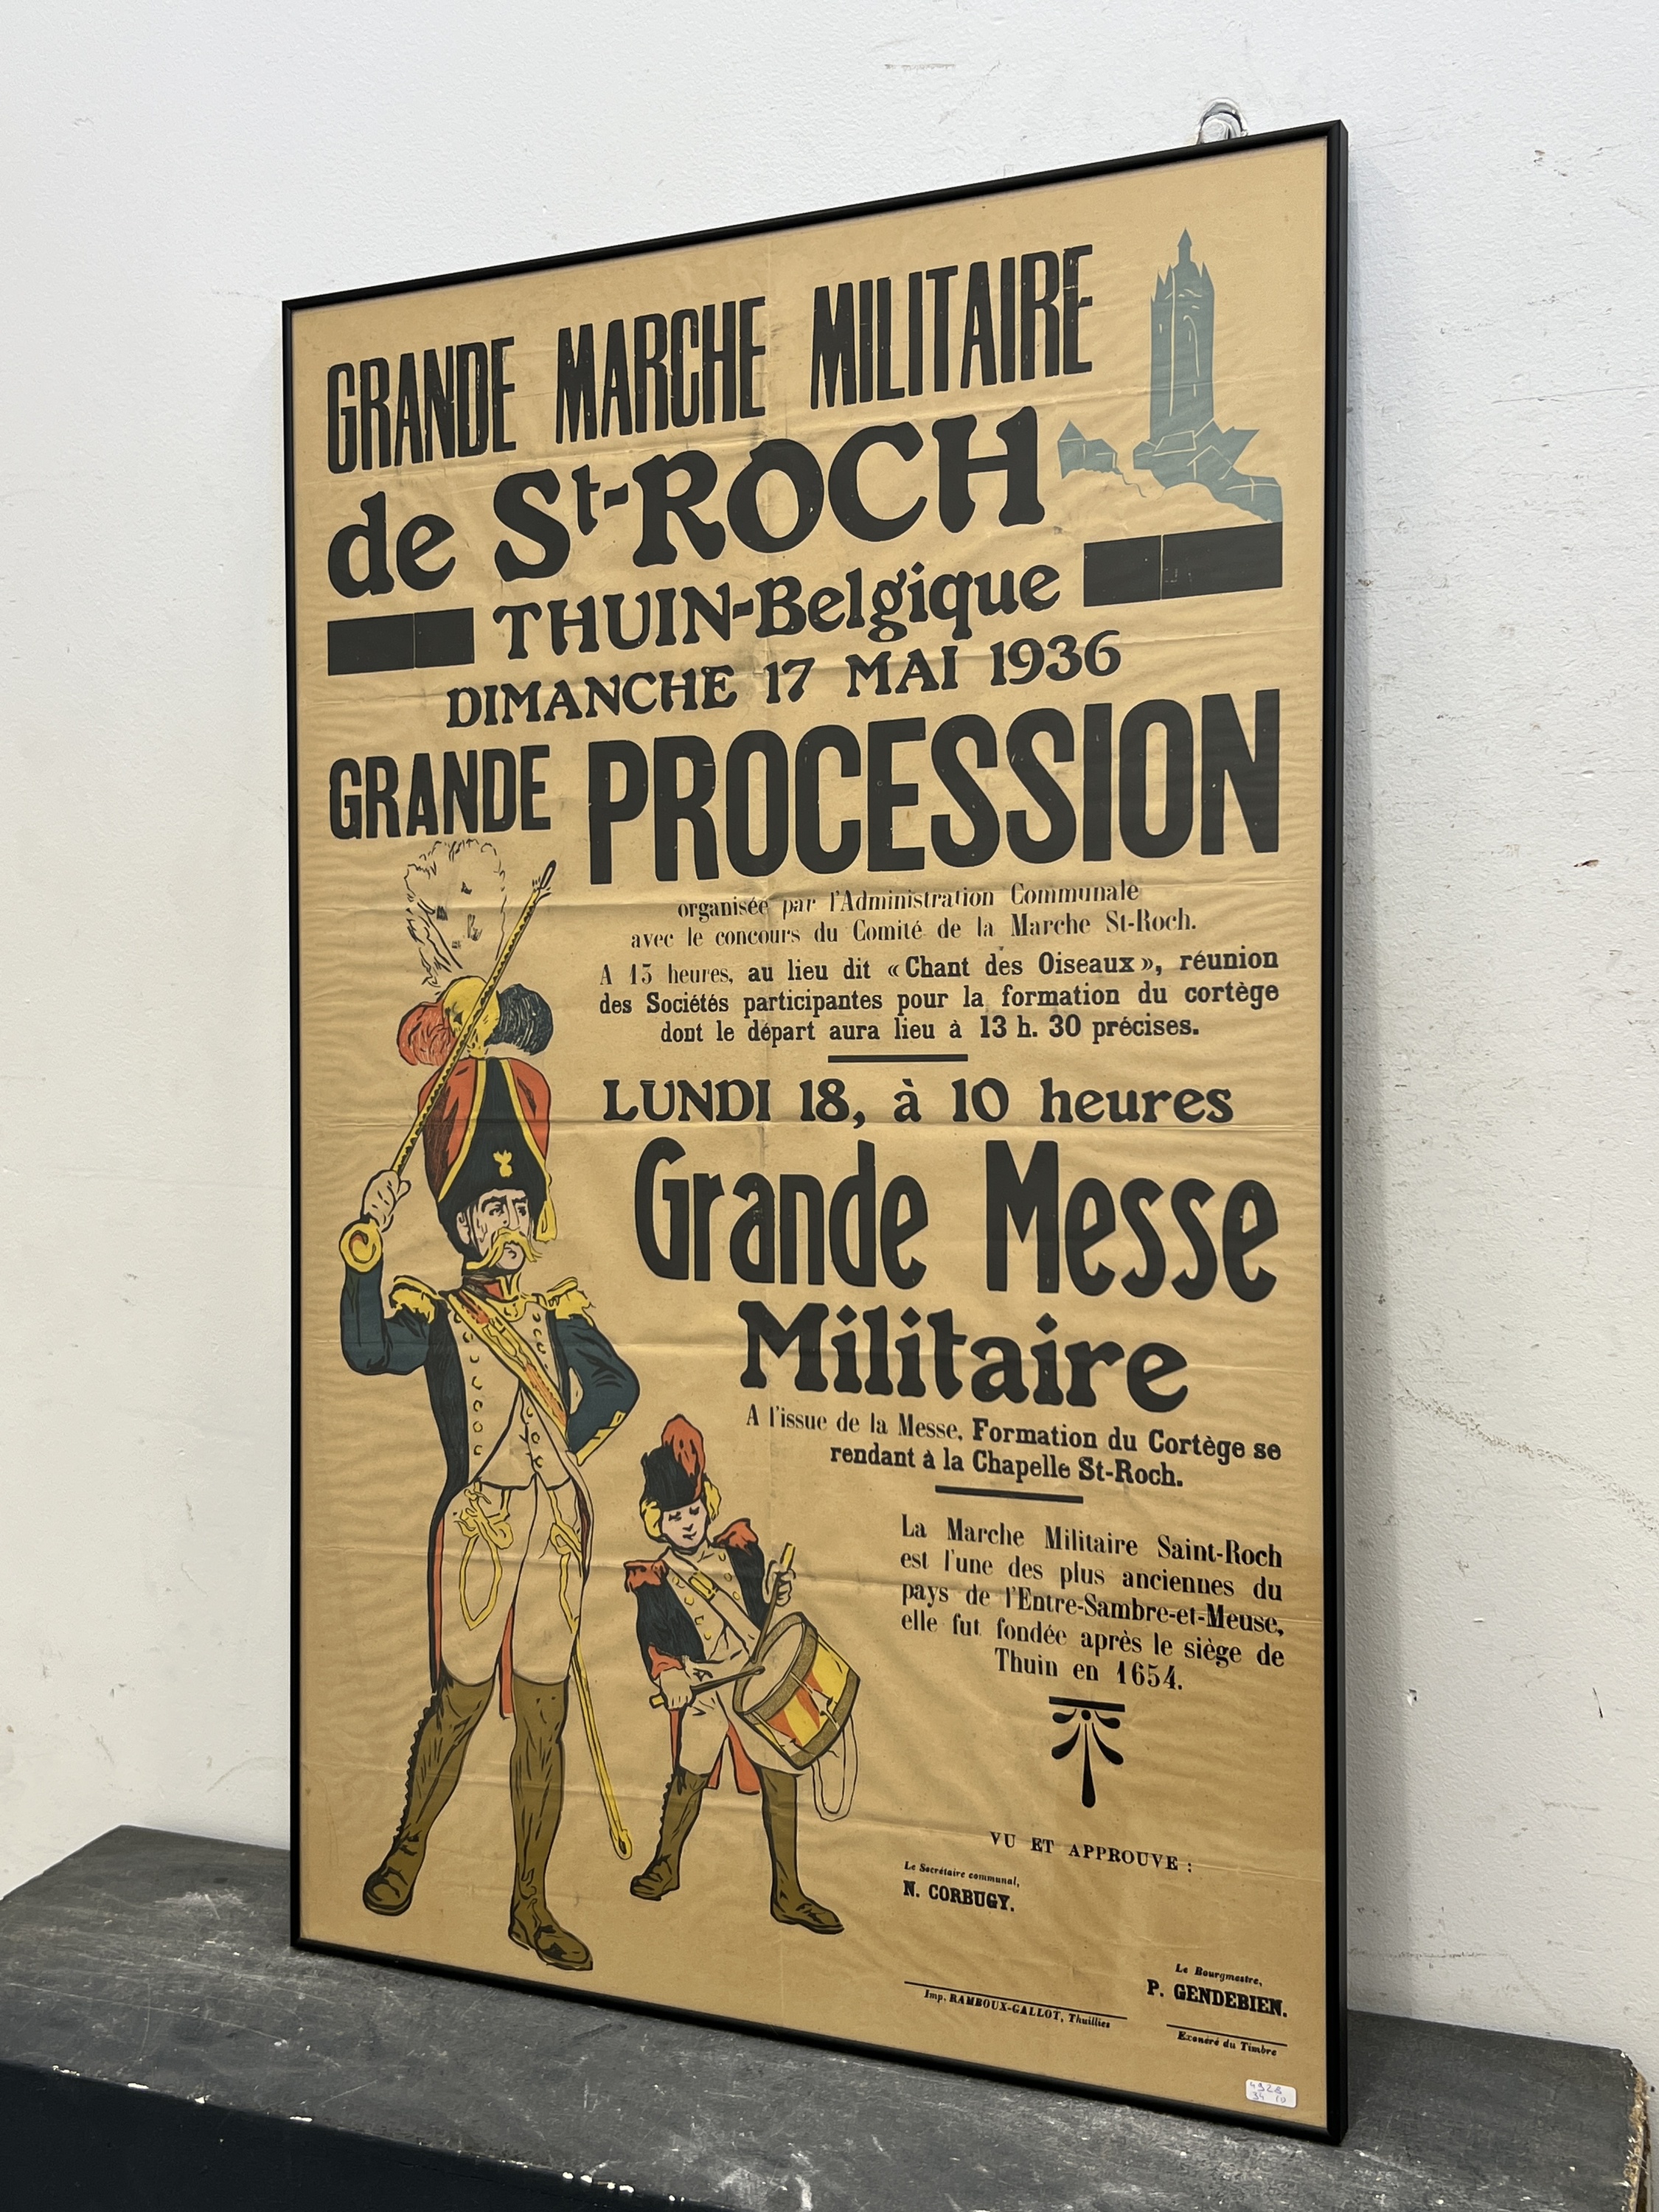 GRANDE MARCHE MILITAIRE
de St-ROCH
THUIN-Belgique
DIMANCHE 17 MAI 1936
GRANDE PROCESSION
organisée par l'Administration Communale
avec le concours du Comité de la Marche St-Roch.
A 13 heures, au lieu dit « Chant des Oiseaux », réunion
des Sociétés participantes pour la formation du cortège
dont le départ aura lieu à 13 h. 30 précises.
LUNDI 18, à 10 heures
Grande Messe
Militaire
A l'issue de la Messe, Formation du Cortège se
rendant à la Chapelle St-Roch.
La Marche Militaire Saint-Roch
est l'une des plus anciennes du
pays de l'Entre-Sambre-et-Meuse,
elle fut fondée après le siège de
Thuin en 1654.
VU ET APPROUVE :
Le Secrétaire communal,
N. CORBUGY.
Le Bourgmestre,
P. GENDEBIEN.
Imp. RAMBOUX-GALLOT, Thuillies
Exonéré du Timbre
4928
34 10